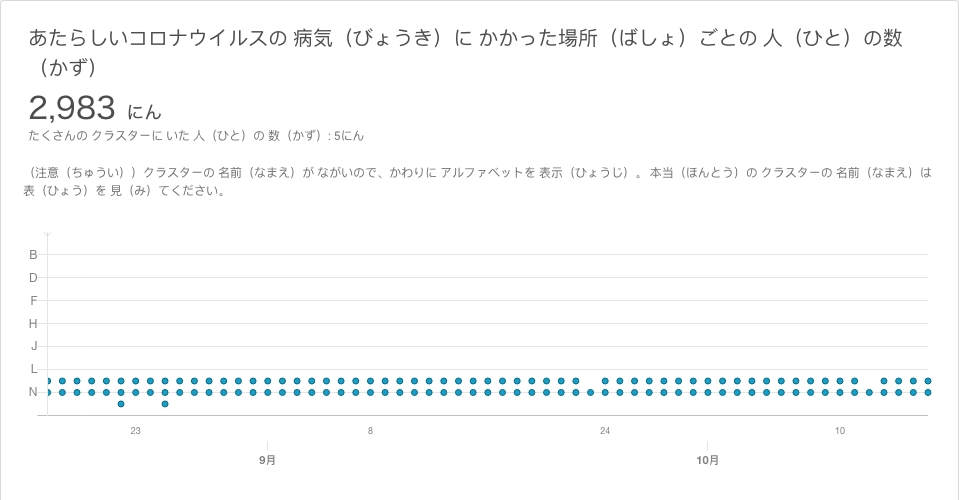 あたらしいコロナウイルスの 病気（びょうき）に かかった場所（ばしょ）ごとの 人（ひと）の数
（かず）
2,983 にん
たくさんの クラスターに いた 人（ひと）の 数（かず）: 5にん
（注意（ちゅうい））クラスターの 名前（なまえ）が ながいので、かわりに アルファベットを 表示（ひょうじ）。本当（ほんとう）の クラスターの 名前（なまえ）は
表（ひょう）を 見（み）てください。
B
D
F
H
J
L
N
23 8 24 10
9月 10月